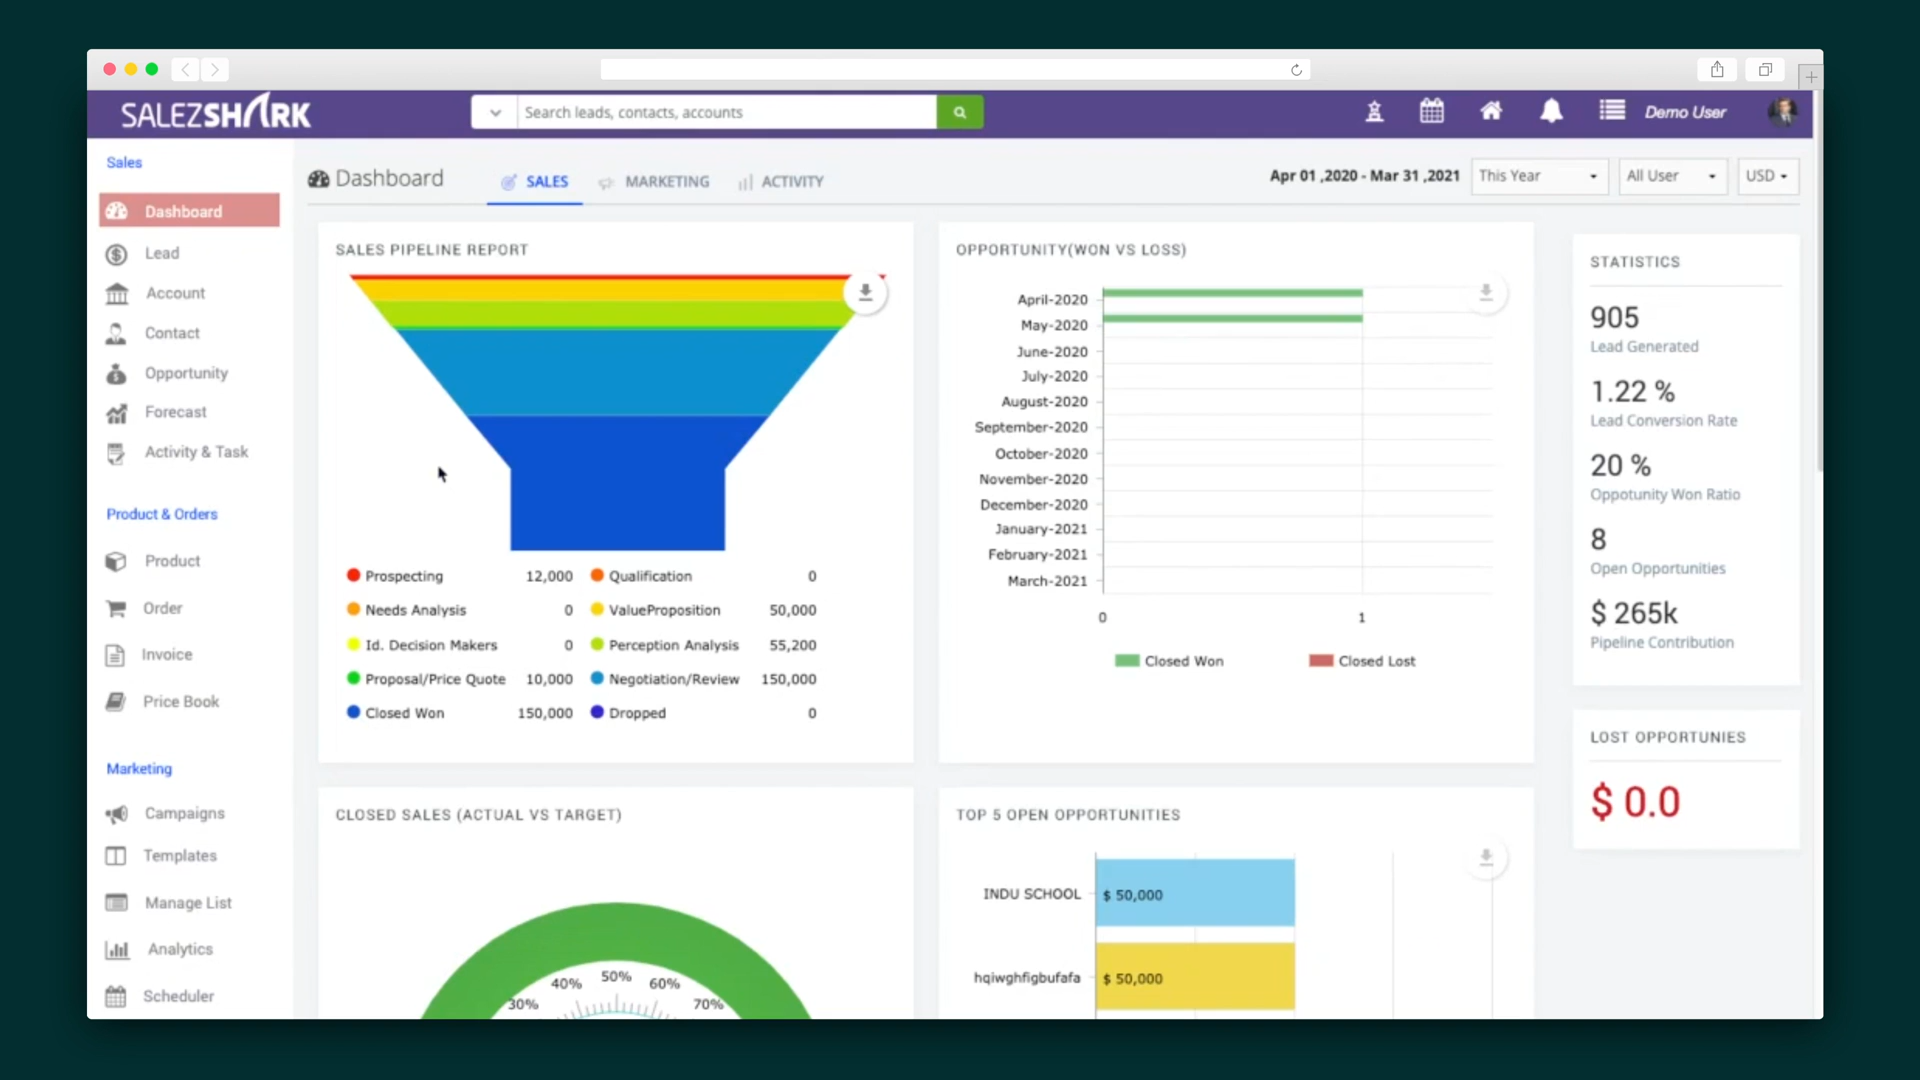 SALEZSHARK
Search leads, contacts, accounts
Demo User
Sales
Dashboard
Lead
Account
Contact
Opportunity
Forecast
Activity & Task
Product & Orders
Product
Order
Invoice
Price Book
Marketing
Campaigns
Templates
Manage List
Analytics
Scheduler
Dashboard
SALES
MARKETING
ACTIVITY
Apr 01 ,2020 - Mar 31 ,2021
This Year
All User
USD
SALES PIPELINE REPORT
Prospecting 12,000 Qualification 0
Needs Analysis 0 ValueProposition 50,000
Id. Decision Makers 0 Perception Analysis 55,200
Proposal/Price Quote 10,000 Negotiation/Review 150,000
Closed Won 150,000 Dropped 0
OPPORTUNITY(WON VS LOSS)
April-2020
May-2020
June-2020
July-2020
August-2020
September-2020
October-2020
November-2020
December-2020
January-2021
February-2021
March-2021
0 1
Closed Won Closed Lost
STATISTICS
905
Lead Generated
1.22 %
Lead Conversion Rate
20 %
Oppotunity Won Ratio
8
Open Opportunities
$ 265k
Pipeline Contribution
LOST OPPORTUNIES
$ 0.0
CLOSED SALES (ACTUAL VS TARGET)
30% 40% 50% 60% 70%
TOP 5 OPEN OPPORTUNITIES
INDU SCHOOL $ 50,000
hqiwghfigbufafa $ 50,000